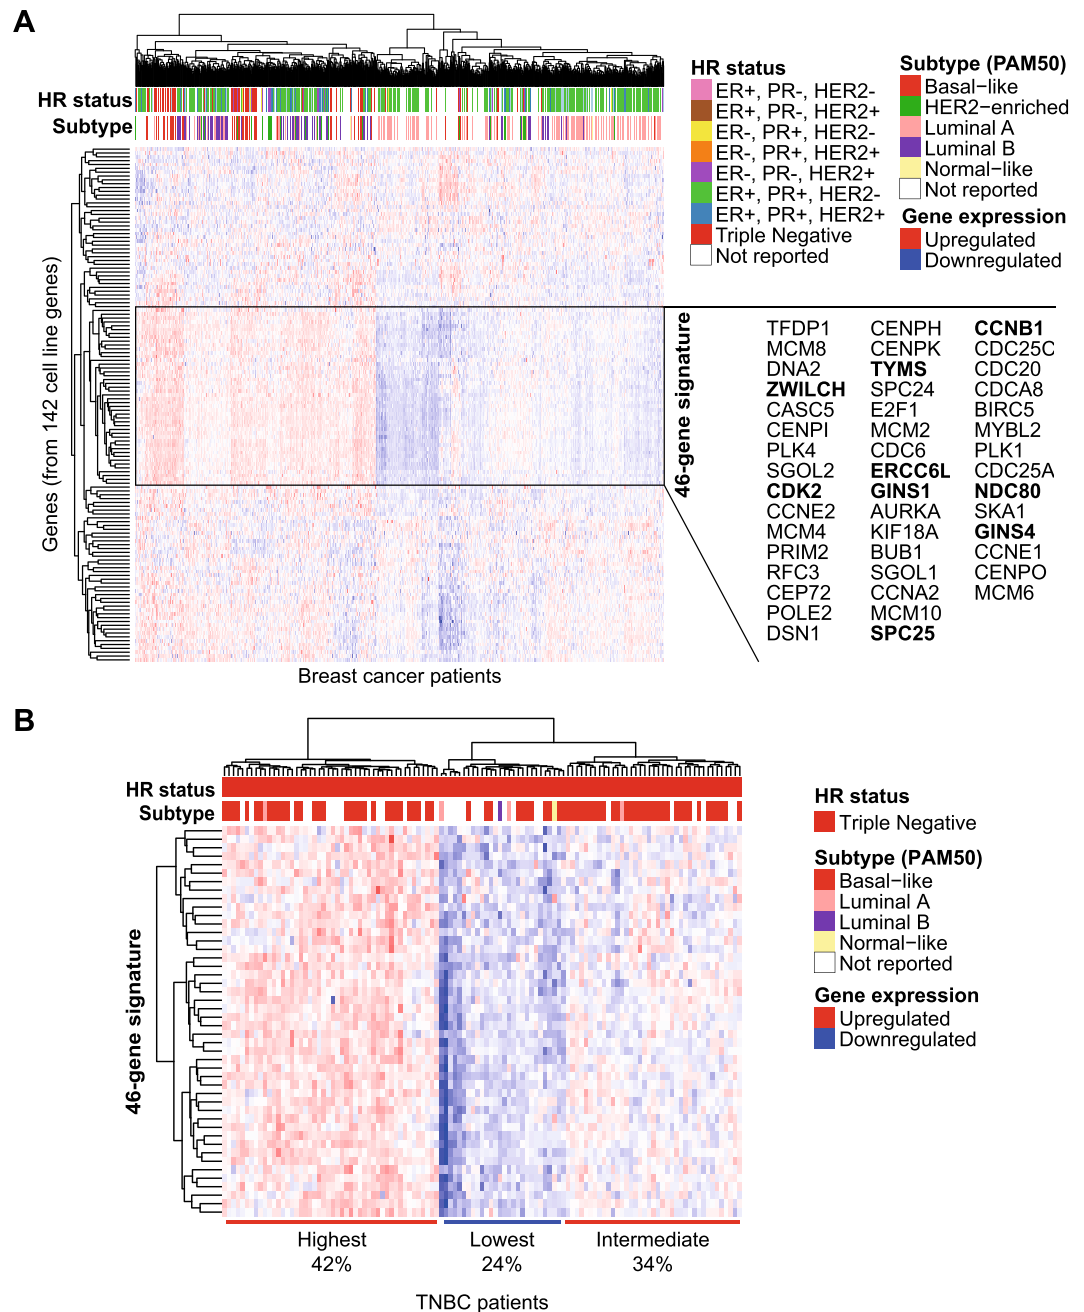 A
HR status
Subtype
Genes (from 142 cell line genes)
Breast cancer patients
46-gene signature
HR status
ER+, PR-, HER2-
ER+, PR-, HER2+
ER-, PR+, HER2-
ER-, PR+, HER2+
ER-, PR-, HER2+
ER+, PR+, HER2-
ER+, PR+, HER2+
Triple Negative
Not reported
Subtype (PAM50)
Basal-like
HER2-enriched
Luminal A
Luminal B
Normal-like
Not reported
Gene expression
Upregulated
Downregulated
TFDP1 CENPH CCNB1
MCM8 CENPK CDC25C
DNA2 TYMS CDC20
ZWILCH SPC24 CDCA8
CASC5 E2F1 BIRC5
CENPI MCM2 MYBL2
PLK4 CDC6 PLK1
SGOL2 ERCC6L CDC25A
CDK2 GINS1 NDC80
CCNE2 AURKA SKA1
MCM4 KIF18A GINS4
PRIM2 BUB1 CCNE1
RFC3 SGOL1 CENPO
CEP72 CCNA2 MCM6
POLE2 MCM10
DSN1 SPC25
B
HR status
Subtype
46-gene signature
Highest
42%
Lowest
24%
Intermediate
34%
TNBC patients
HR status
Triple Negative
Subtype (PAM50)
Basal-like
Luminal A
Luminal B
Normal-like
Not reported
Gene expression
Upregulated
Downregulated